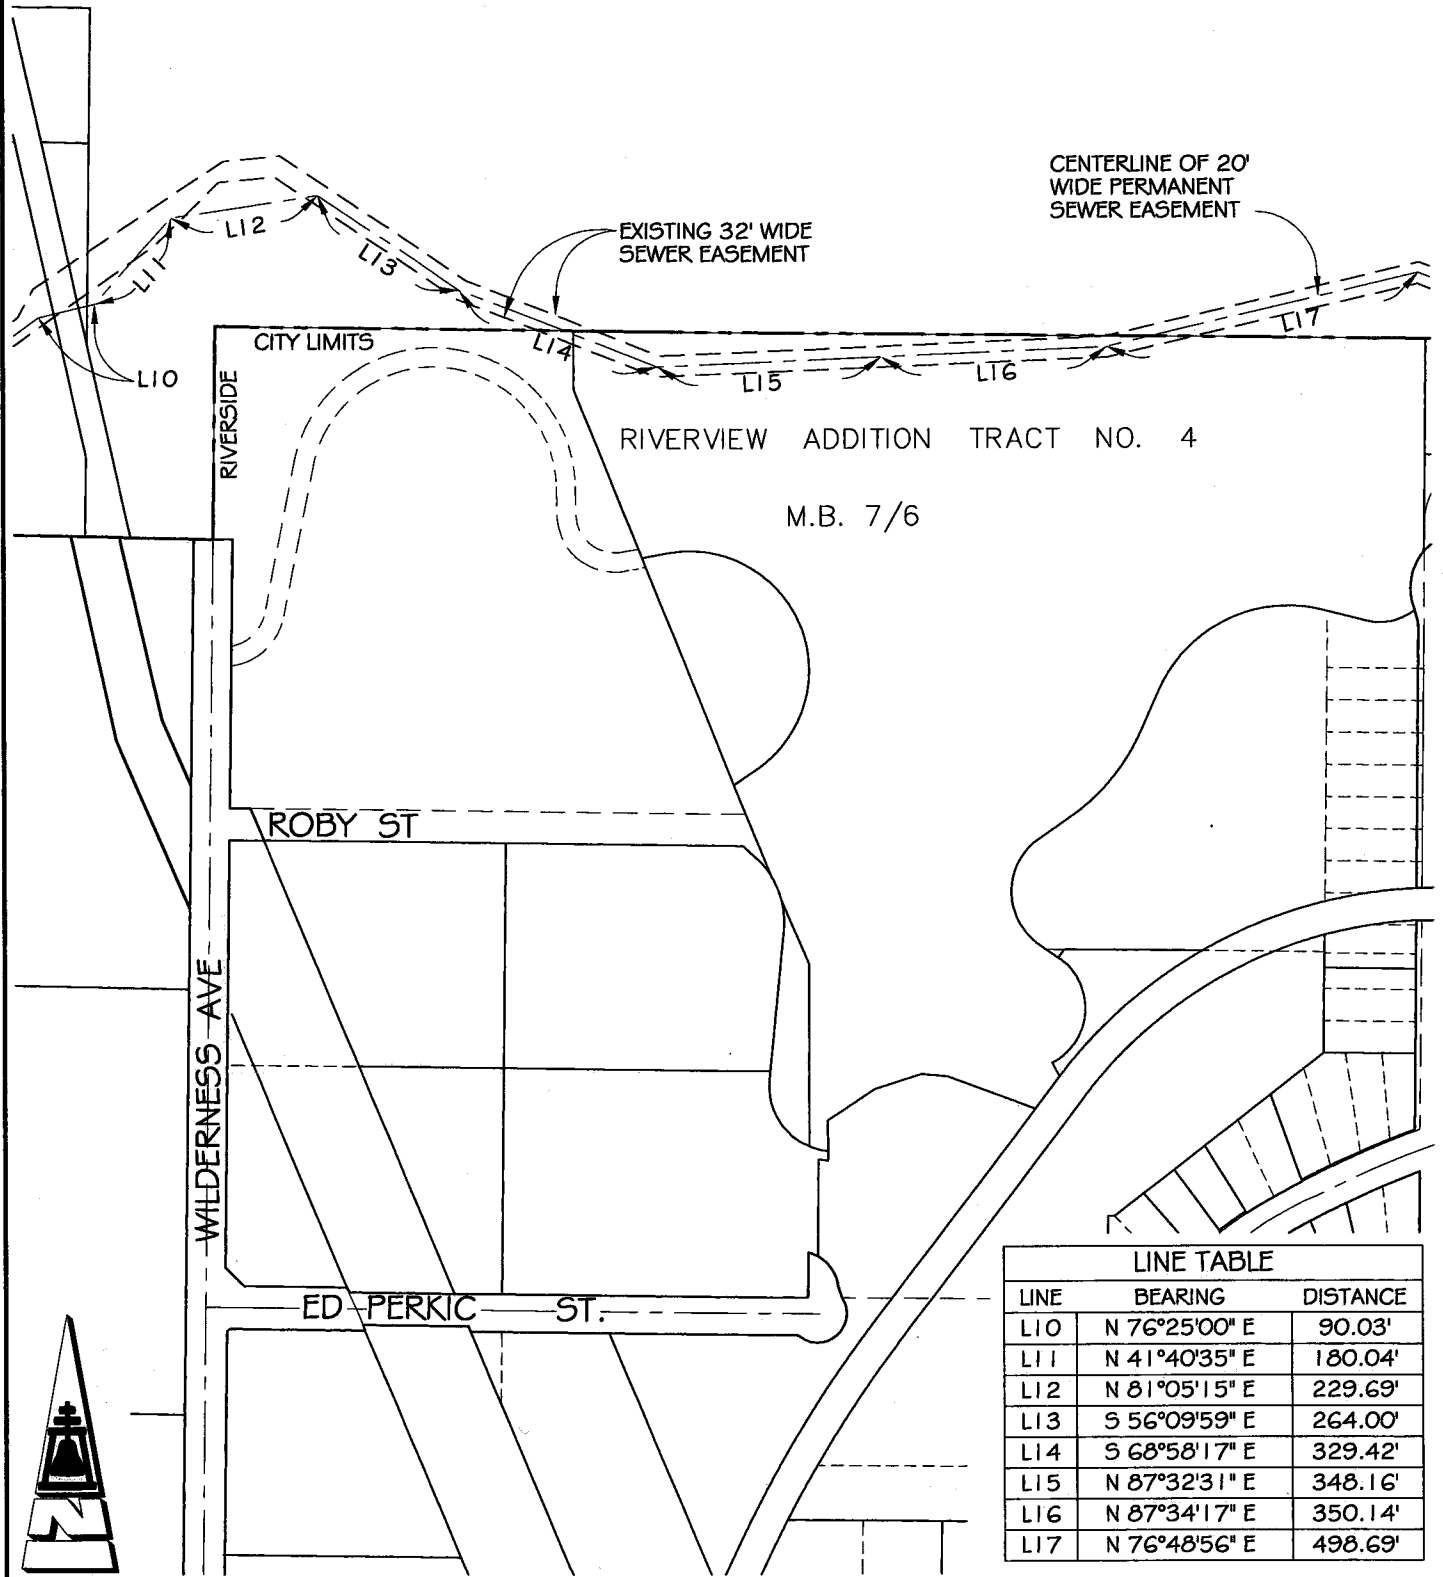 CENTERLINE OF 20'
WIDE PERMANENT
SEWER EASEMENT
EXISTING 32' WIDE
SEWER EASEMENT
L12
L13
L11
L17
CITY LIMITS
L14
L10
L15
L16
RIVERSIDE
RIVERVIEW ADDITION TRACT NO. 4
M.B. 7/6
ROBY ST
WILDERNESS AVE
ED PERKIC ST.
LINE TABLE
LINE BEARING DISTANCE
L10 N 76°25'00" E 90.03'
L11 N 41°40'35" E 180.04'
L12 N 81°05'15" E 229.69'
L13 S 56°09'59" E 264.00'
L14 S 68°58'17" E 329.42'
L15 N 87°32'31" E 348.16'
L16 N 87°34'17" E 350.14'
L17 N 76°48'56" E 498.69'
N